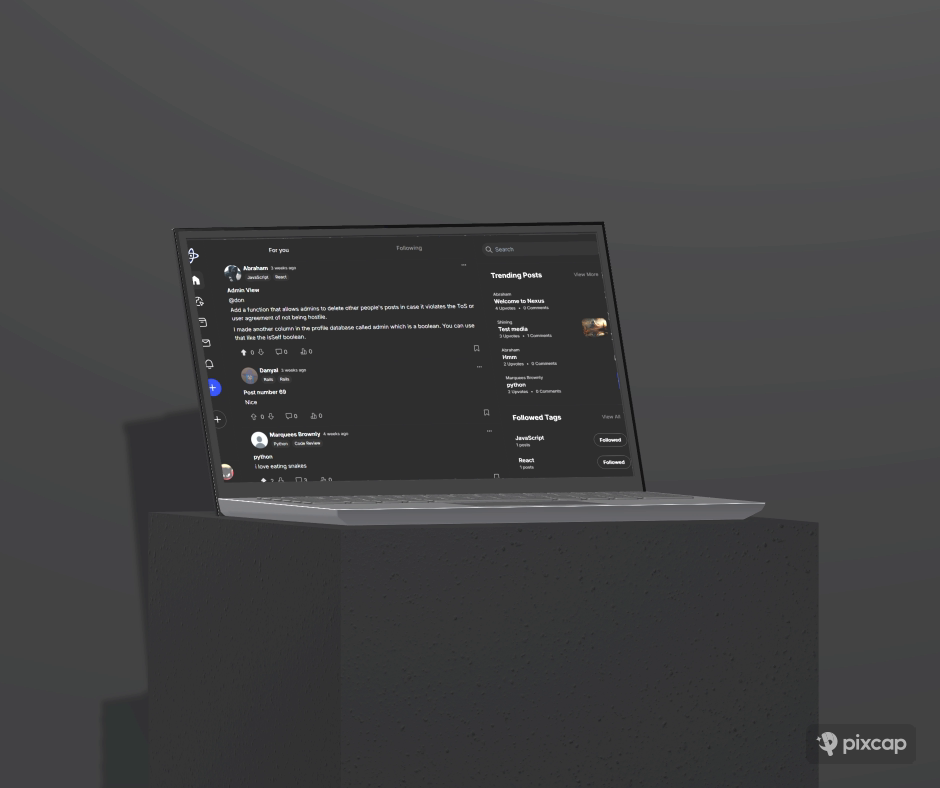 For you
Following
Search
Abraham 3 weeks ago
JavaScript React
Admin View
@don
Add a function that allows admins to delete other people's posts in case it violates the ToS or
user agreement of not being hostile.
I made another column in the profile database called admin which is a boolean. You can use
that like the isSelf boolean.
0 0 0
Damyal 3 weeks ago
Rails Rails
Post number 69
Nice
0 0 0
Marquees Brownly 4 weeks ago
Python Code Review
python
i love eating snakes
2 3 0
Trending Posts View More
Abraham
Welcome to Nexus
4 Upvotes • 0 Comments
Shining
Test media
3 Upvotes • 1 Comments
Abraham
Hmm
2 Upvotes • 0 Comments
Marquees Brownly
python
2 Upvotes • 0 Comments
Followed Tags View All
JavaScript
1 posts
Followed
React
1 posts
Followed
pixcap